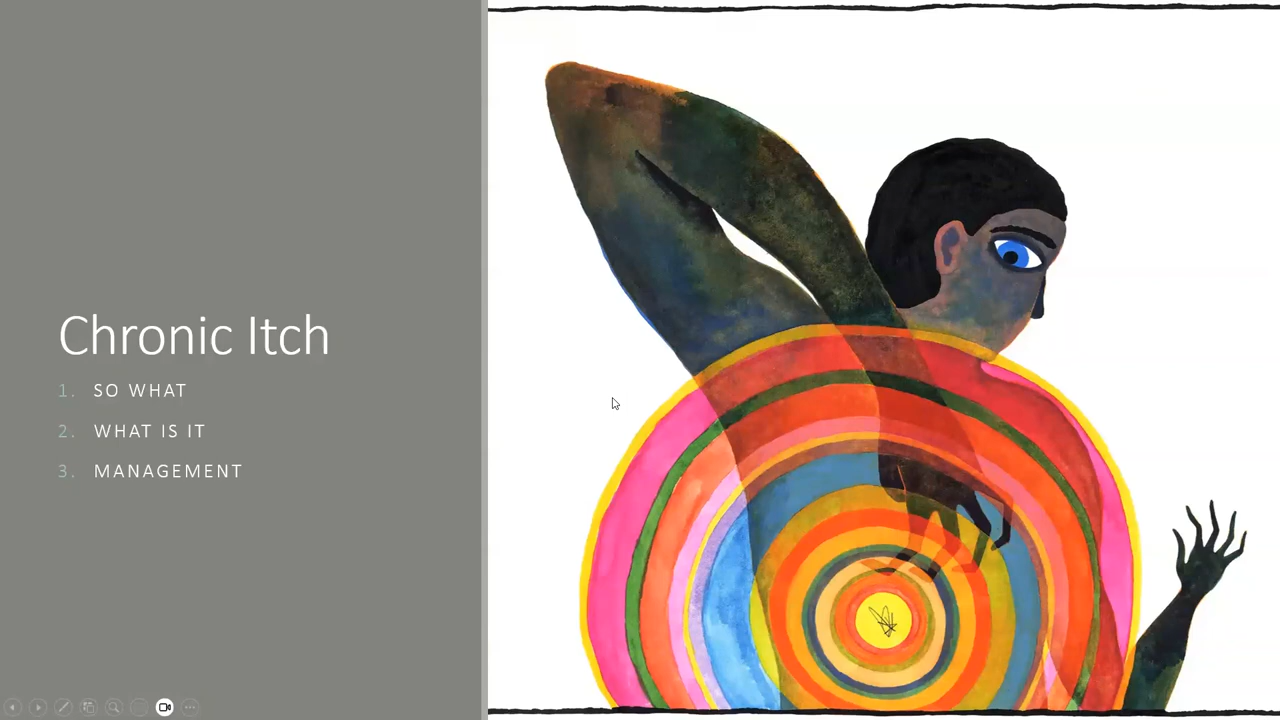 Chronic Itch
1. SO WHAT
2. WHAT IS IT
3. MANAGEMENT